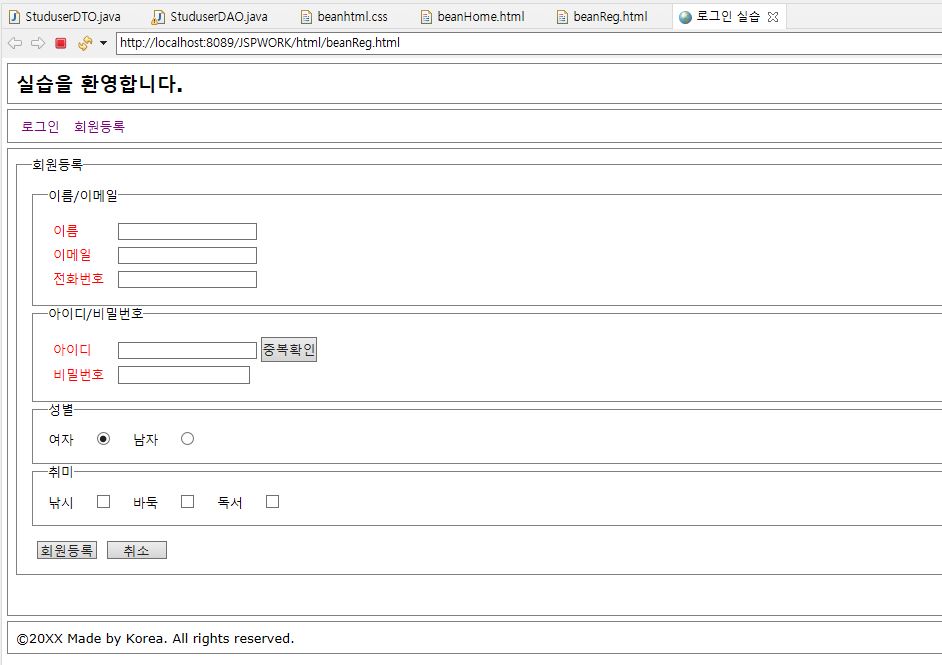 StuduserDTO.java StuduserDAO.java beanhtml.css beanHome.html beanReg.html 로그인 실습
http://localhost:8089/JSPWORK/html/beanReg.html
실습을 환영합니다.
로그인 회원등록
회원등록
이름/이메일
이름
이메일
전화번호
아이디/비밀번호
아이디 중복확인
비밀번호
성별
여자 남자
취미
낚시 바둑 독서
회원등록 취소
©20XX Made by Korea. All rights reserved.